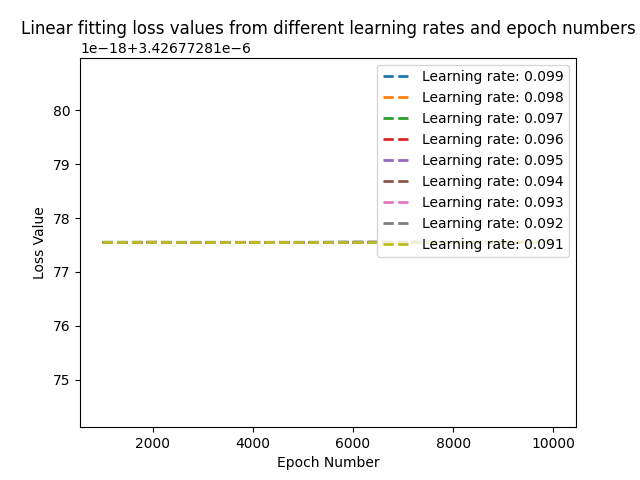 Linear fitting loss values from different learning rates and epoch numbers
1e−18+3.42677281e−6
80
79
78
77
76
75
Loss Value
Learning rate: 0.099
Learning rate: 0.098
Learning rate: 0.097
Learning rate: 0.096
Learning rate: 0.095
Learning rate: 0.094
Learning rate: 0.093
Learning rate: 0.092
Learning rate: 0.091
2000 4000 6000 8000 10000
Epoch Number